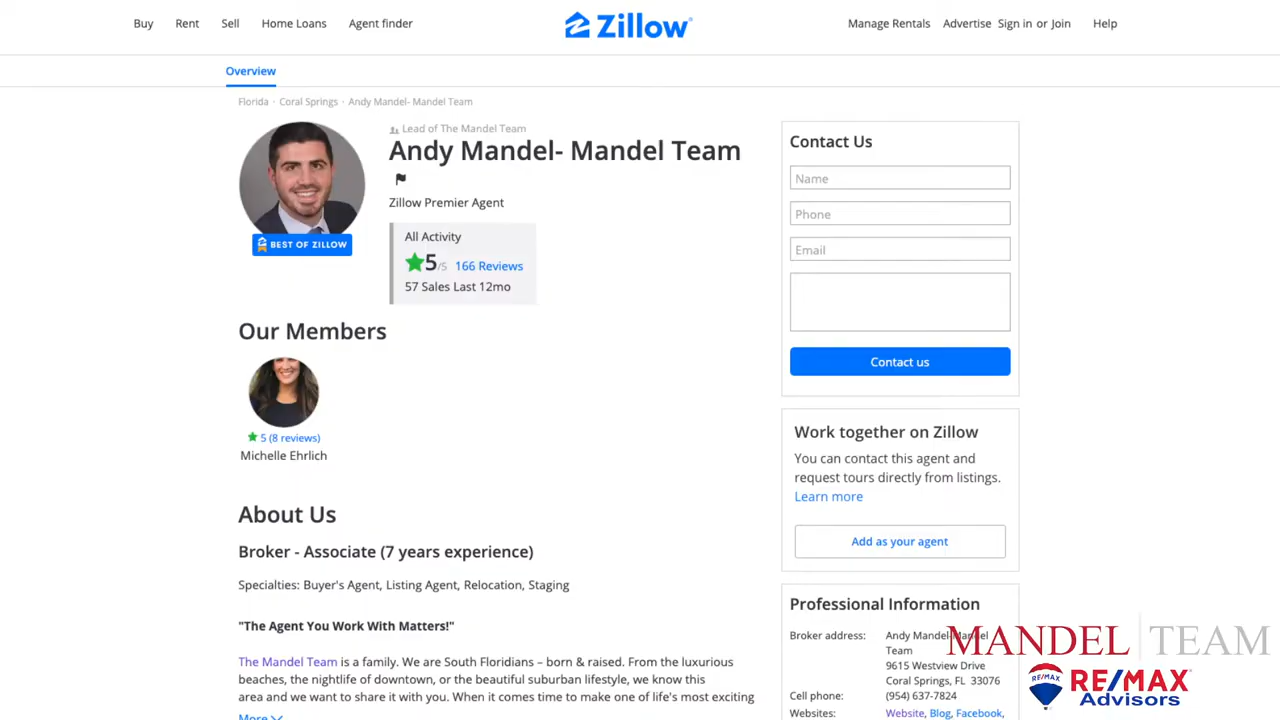 Buy Rent Sell Home Loans Agent finder Zillow Manage Rentals Advertise Sign in or Join Help
Overview
Florida · Coral Springs · Andy Mandel- Mandel Team
Lead of The Mandel Team
Andy Mandel- Mandel Team
Zillow Premier Agent
BEST OF ZILLOW
All Activity
5/5 166 Reviews
57 Sales Last 12mo
Our Members
5 (8 reviews)
Michelle Ehrlich
About Us
Broker - Associate (7 years experience)
Specialties: Buyer's Agent, Listing Agent, Relocation, Staging
"The Agent You Work With Matters!"
The Mandel Team is a family. We are South Floridians – born & raised. From the luxurious
beaches, the nightlife of downtown, or the beautiful suburban lifestyle, we know this
area and we want to share it with you. When it comes time to make one of life's most exciting
More
Contact Us
Name
Phone
Email
Contact us
Work together on Zillow
You can contact this agent and
request tours directly from listings.
Learn more
Add as your agent
Professional Information
Broker address: Andy Mandel-Mandel
Team
9615 Westview Drive
Coral Springs, FL 33076
Cell phone: (954) 637-7824
Websites: Website, Blog, Facebook,
MANDEL TEAM
RE/MAX
RE/MAX
Advisors